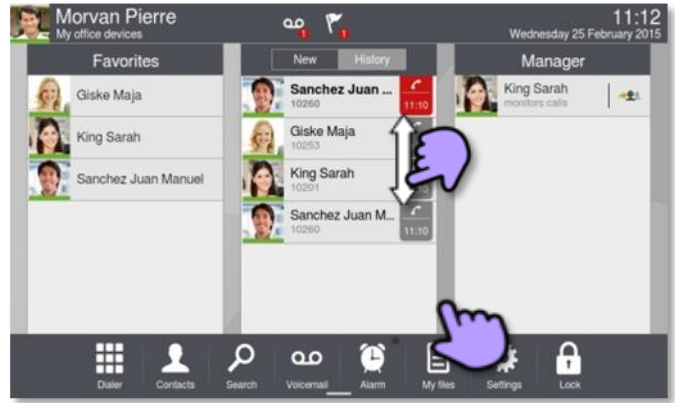 Morvan Pierre
My office devices
1
1
11:12
Wednesday 25 February 2015
Favorites
Giske Maja
King Sarah
Sanchez Juan Manuel
New
History
Sanchez Juan ...
10260
11:10
Giske Maja
10253
King Sarah
10201
Sanchez Juan M...
10260
11:10
Manager
King Sarah
monitors calls
Dialer
Contacts
Search
Voicemail
Alarm
My files
Settings
Lock